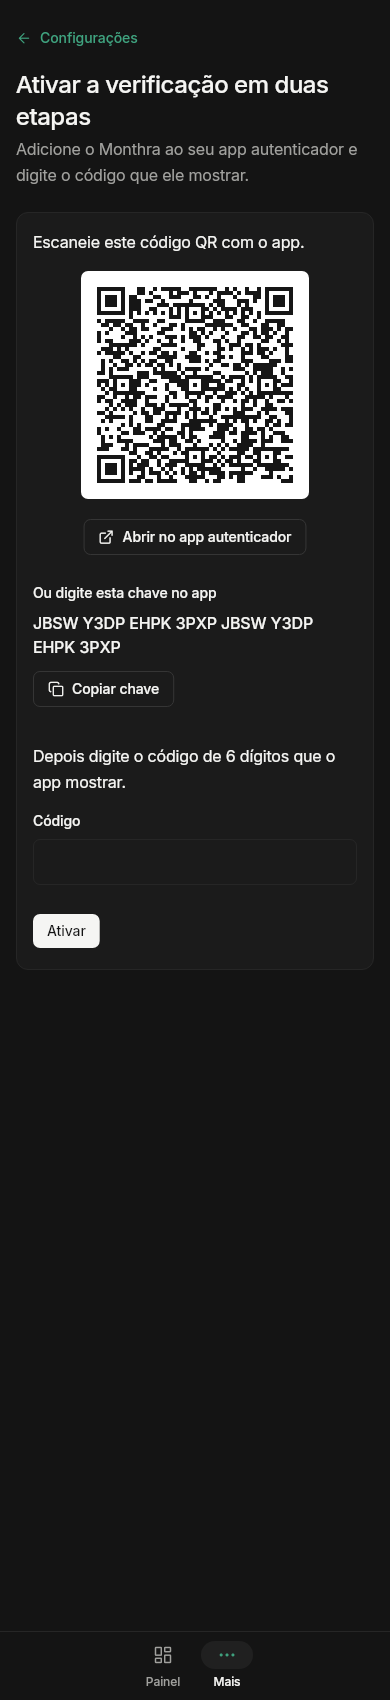 Configurações
Ativar a verificação em duas
etapas
Adicione o Monthra ao seu app autenticador e
digite o código que ele mostrar.
Escaneie este código QR com o app.
Abrir no app autenticador
Ou digite esta chave no app
JBSW Y3DP EHPK 3PXP JBSW Y3DP
EHPK 3PXP
Copiar chave
Depois digite o código de 6 dígitos que o
app mostrar.
Código
Ativar
Painel
Mais